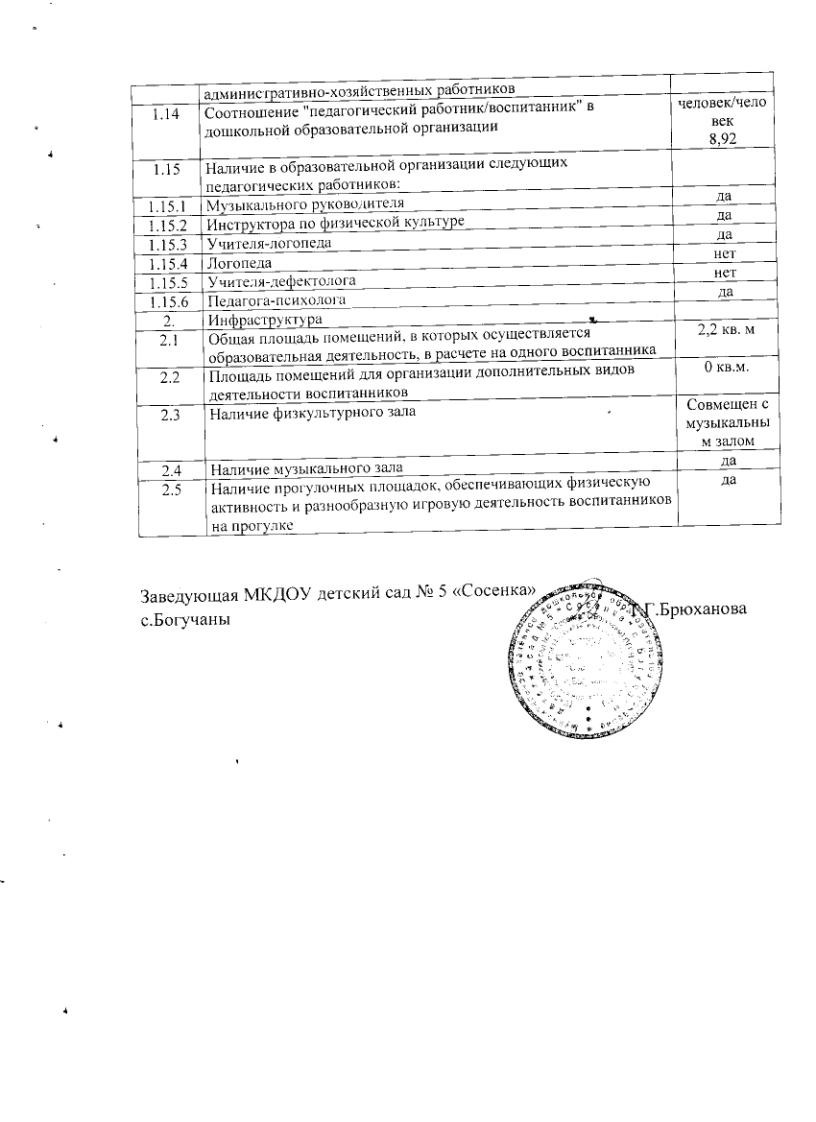 административно-хозяйственных работников
1.14 Соотношение "педагогический работник/воспитанник" в
дошкольной образовательной организации
человек/чело
век
8,92
1.15 Наличие в образовательной организации следующих
педагогических работников:
1.15.1 Музыкального руководителя да
1.15.2 Инструктора по физической культуре да
1.15.3 Учителя-логопеда да
1.15.4 Логопеда нет
1.15.5 Учителя-дефектолога нет
1.15.6 Педагога-психолога да
2. Инфраструктура
2.1 Общая площадь помещений, в которых осуществляется 2,2 кв. м
образовательная деятельность, в расчете на одного воспитанника
2.2 Площадь помещений для организации дополнительных видов 0 кв.м.
деятельности воспитанников
2.3 Наличие физкультурного зала Совмещен с
музыкальны
м залом
2.4 Наличие музыкального зала да
2.5 Наличие прогулочных площадок, обеспечивающих физическую да
активность и разнообразную игровую деятельность воспитанников
на прогулке
Заведующая МКДОУ детский сад № 5 «Сосенка»
с.Богучаны Т.Г.Брюханова